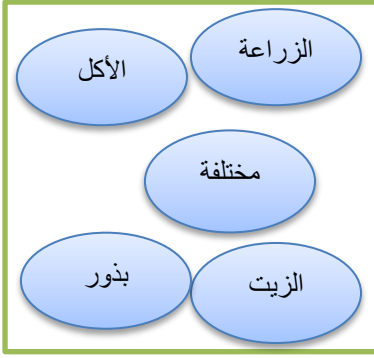 الزراعة
الأكل
مختلفة
بذور
الزيت